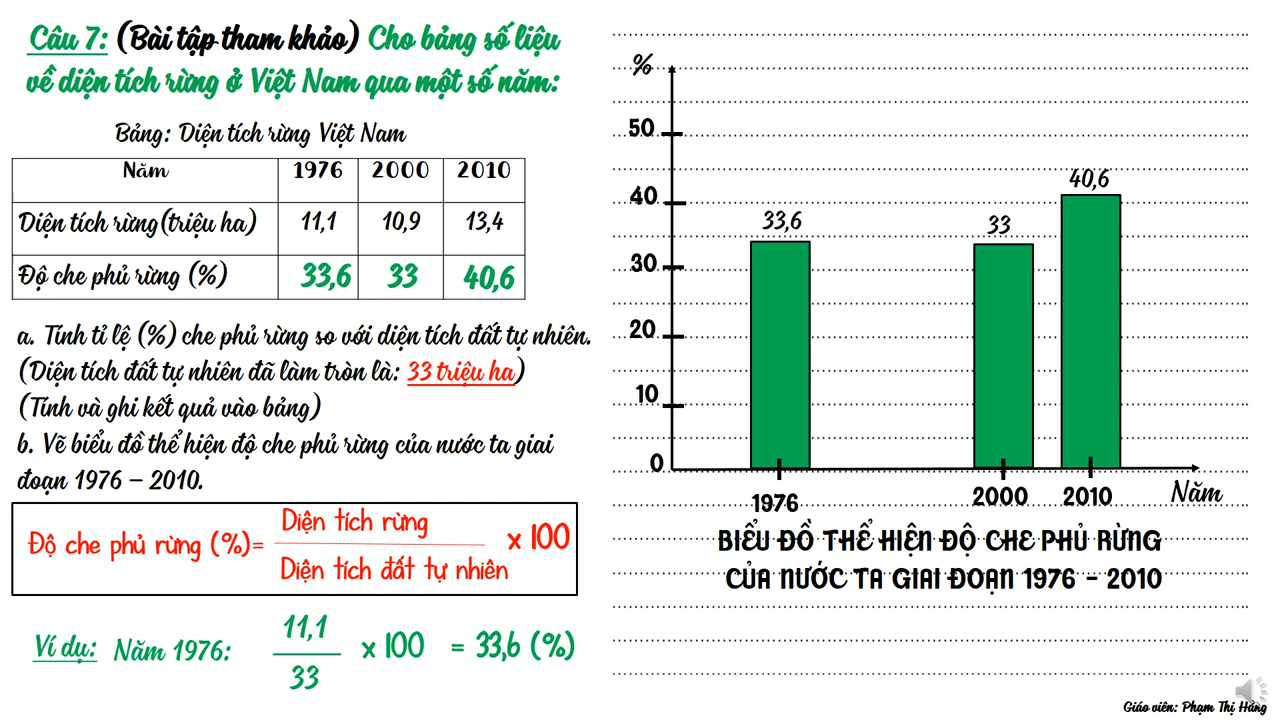 Câu 7: (Bài tập tham khảo) Cho bảng số liệu
về diện tích rừng ở Việt Nam qua một số năm:
Bảng: Diện tích rừng Việt Nam
Năm 1976 2000 2010
Diện tích rừng(triệu ha) 11,1 10,9 13,4
Độ che phủ rừng (%) 33,6 33 40,6
a. Tính tỉ lệ (%) che phủ rừng so với diện tích đất tự nhiên.
(Diện tích đất tự nhiên đã làm tròn là: 33 triệu ha)
(Tính và ghi kết quả vào bảng)
b. Vẽ biểu đồ thể hiện độ che phủ rừng của nước ta giai
đoạn 1976 – 2010.
Diện tích rừng
Độ che phủ rừng (%)= x 100
Diện tích đất tự nhiên
11,1
Ví dụ: Năm 1976: x 100 = 33,6 (%)
33
%
50
40
30
20
10
0
33,6
33
40,6
1976 2000 2010 Năm
BIỂU ĐỒ THỂ HIỆN ĐỘ CHE PHỦ RỪNG
CỦA NƯỚC TA GIAI ĐOẠN 1976 - 2010
Giáo viên: Phạm Thị Hằng